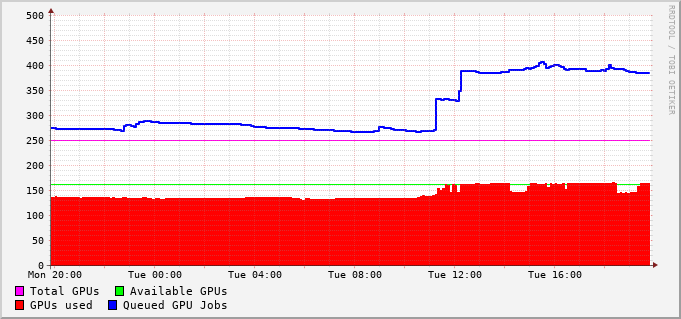 500
450
400
350
300
250
200
150
100
50
0
Mon 20:00 Tue 00:00 Tue 04:00 Tue 08:00 Tue 12:00 Tue 16:00
Total GPUs Available GPUs
GPUs used Queued GPU Jobs
RRDTOOL / TOBI OETIKER